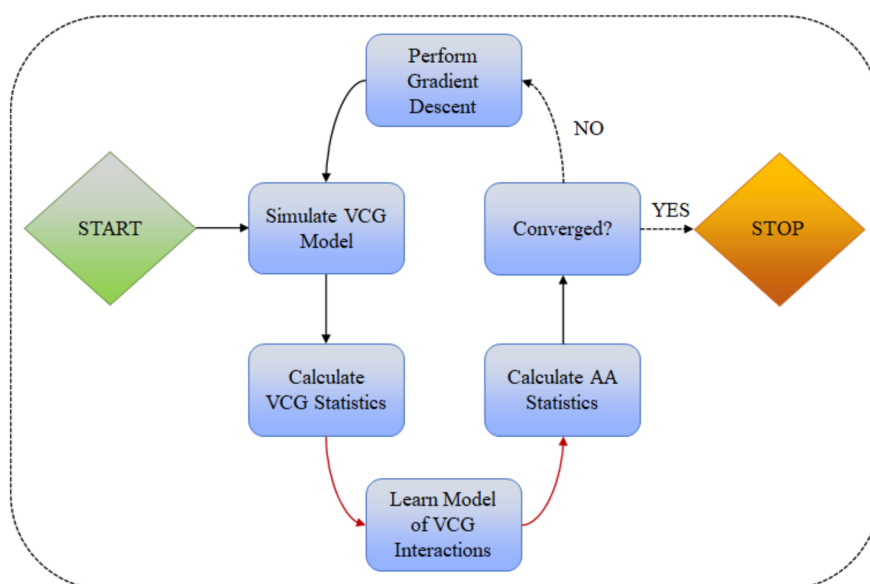 Perform
Gradient
Descent
NO
START
Simulate VCG
Model
Converged?
YES
STOP
Calculate
VCG Statistics
Calculate AA
Statistics
Learn Model
of VCG
Interactions